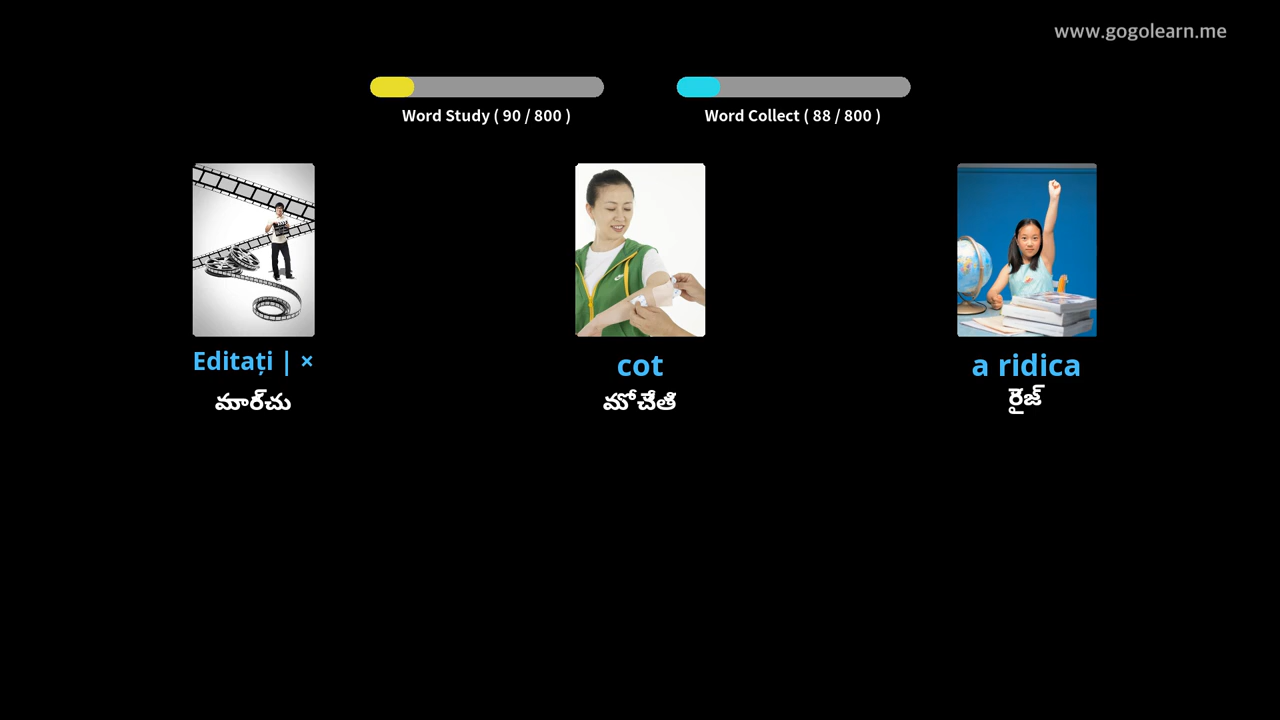 www.gogolearn.me
Word Study ( 90 / 800 )
Word Collect ( 88 / 800 )
Editați | ×
cot
a ridica
మార్చు
మోచేతి
రైజ్